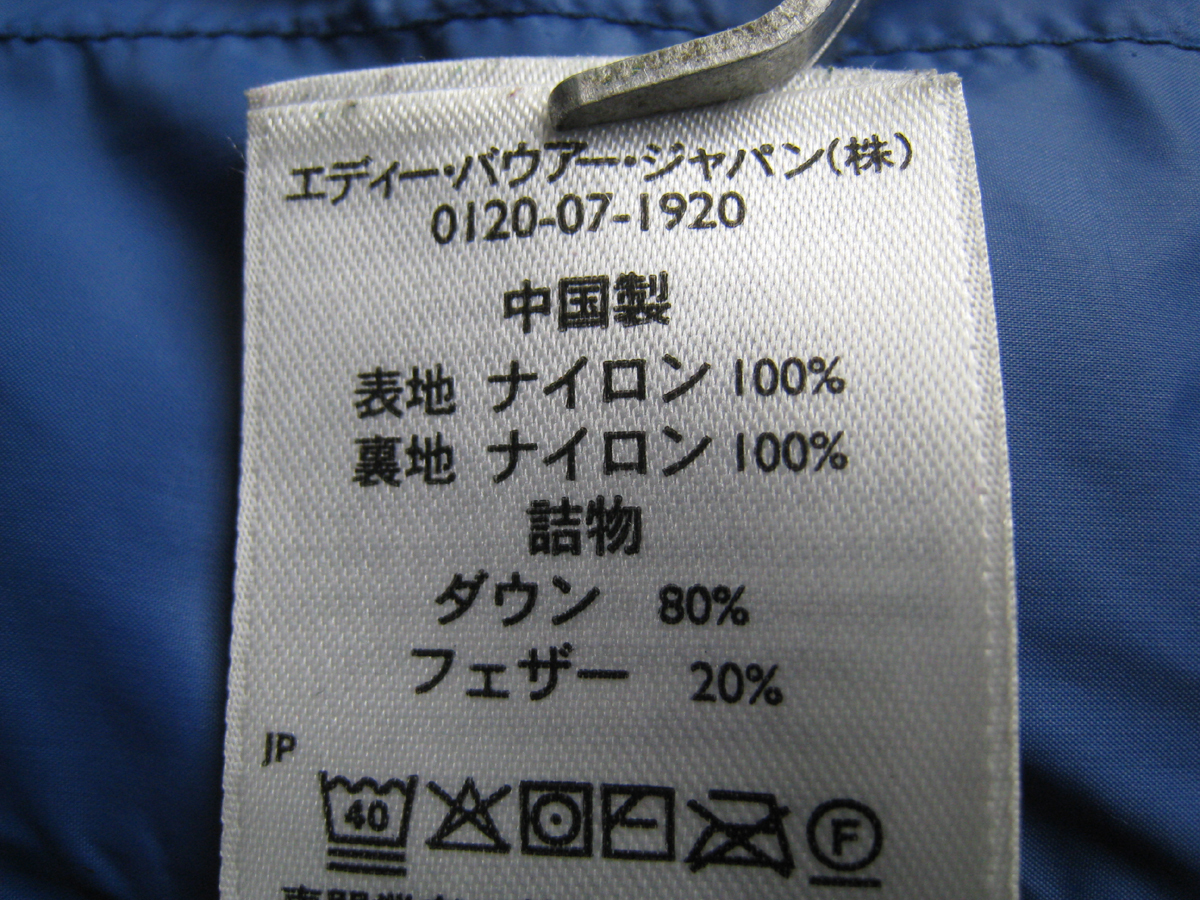 エディー・バウアー・ジャパン(株)
0120-07-1920
中国製
表地 ナイロン 100%
裏地 ナイロン 100%
詰物
ダウン 80%
フェザー 20%
JP
40
F